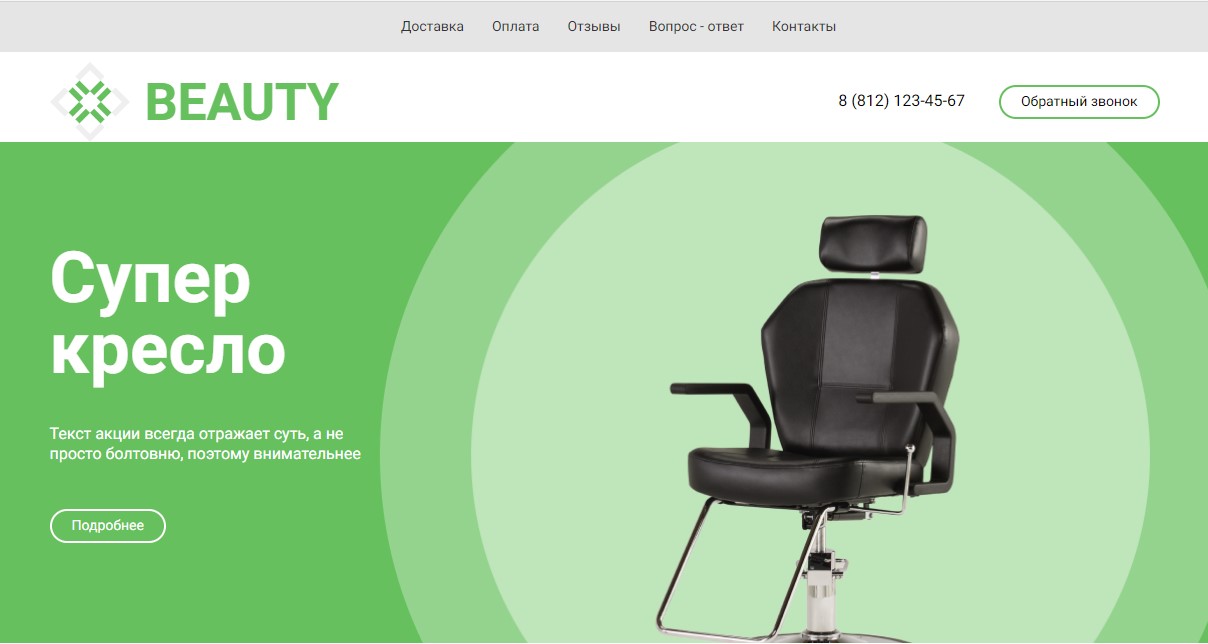 Доставка Оплата Отзывы Вопрос - ответ Контакты
BEAUTY
8 (812) 123-45-67
Обратный звонок
Супер
кресло
Текст акции всегда отражает суть, а не
просто болтовню, поэтому внимательнее
Подробнее